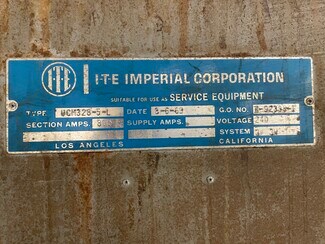 I·T·E
I-T-E IMPERIAL CORPORATION
SUITABLE FOR USE AS SERVICE EQUIPMENT
TYPE DATE G.O. NO.
SECTION AMPS. SUPPLY AMPS. VOLTAGE 240
SYSTEM
LOS ANGELES CALIFORNIA